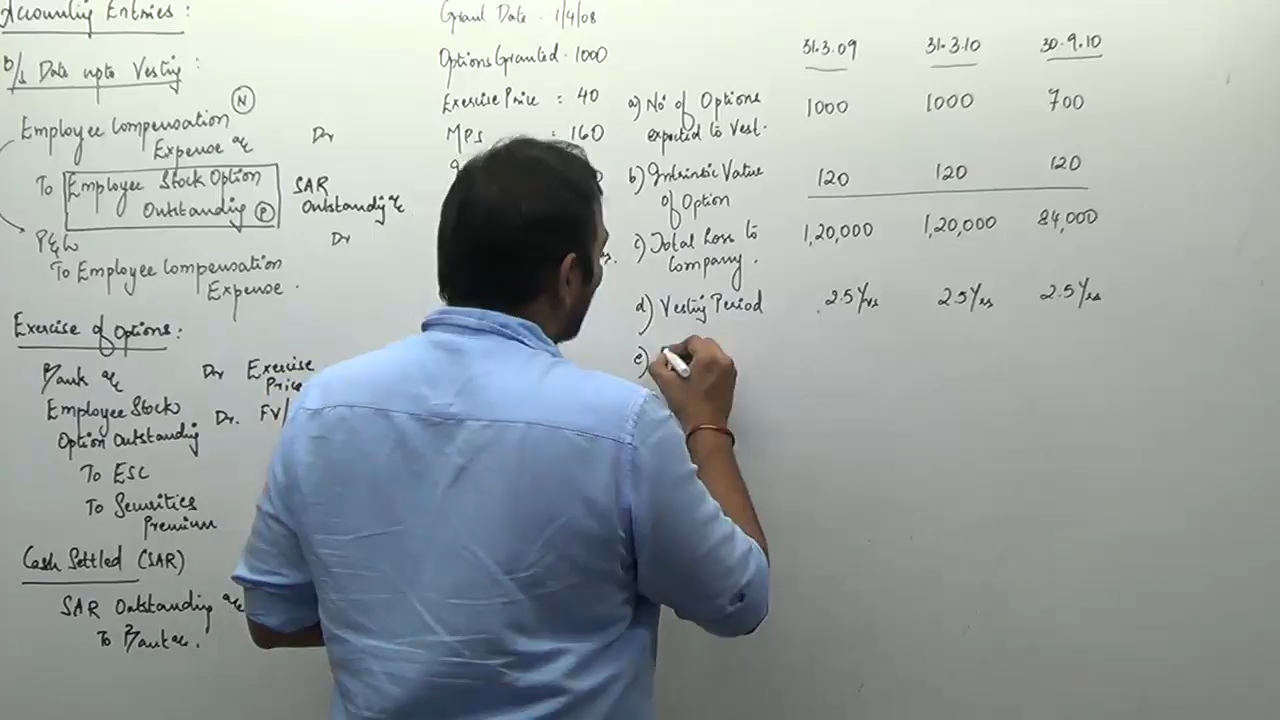 Accounting Entries:
B/s Date upto Vesting:
Employee Compensation (N)
Expense a/c Dr
To Employee Stock Option
Outstanding (P)
SAR
Outstanding a/c
P&L Dr
To Employee Compensation
Expense.
Exercise of Options:
Bank a/c Dr Exercise
Price
Employee Stock Dr. FV/
Option Outstanding
To ESC
To Securities
Premium
Cash Settled (SAR)
SAR Outstanding a/c
To Bank a/c.
Grant Date - 1/4/08
Options Granted - 1000
Exercise Price : 40
MPS : 160
31.3.09 31.3.10 30.9.10
a) No of Options 1000 1000 700
expected to Vest.
b) Intrinsic Value 120 120 120
of Option
c) Total Loss to 1,20,000 1,20,000 84,000
Company.
d) Vesting Period 2.5 Yrs 2.5 Yrs 2.5 Yrs
e)